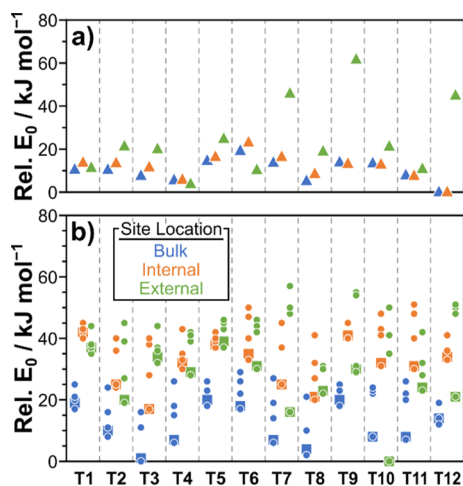 a)
Rel. E₀ / kJ mol⁻¹
80
60
40
20
0
b)
Rel. E₀ / kJ mol⁻¹
80
60
40
20
0
Site Location
Bulk
Internal
External
T1 T2 T3 T4 T5 T6 T7 T8 T9 T10 T11 T12